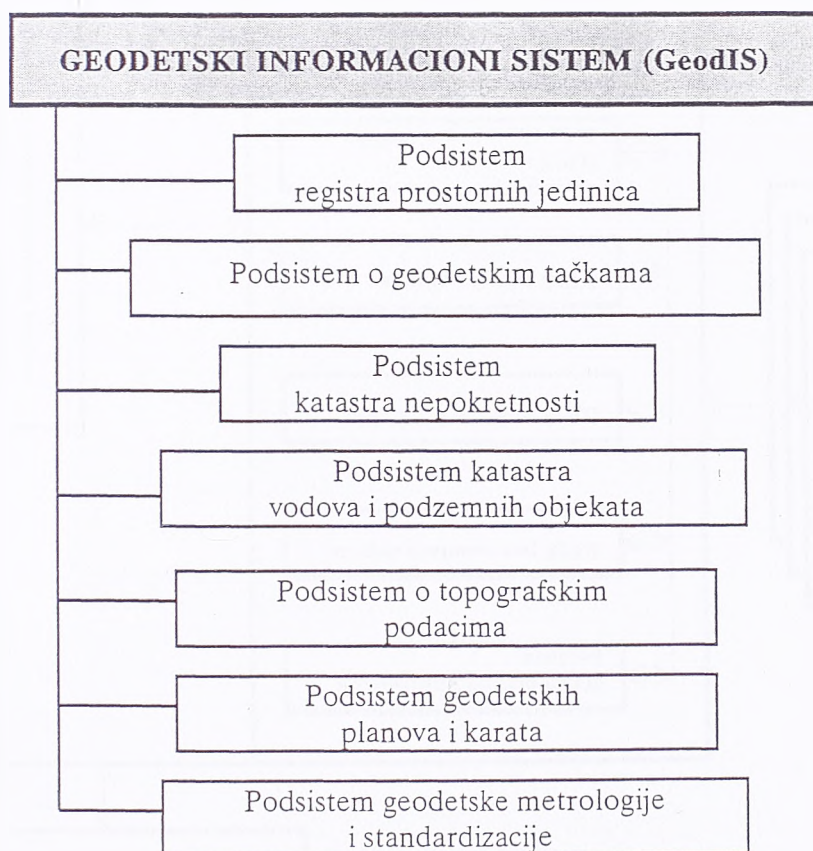 GEODETSKI INFORMACIONI SISTEM (GeodIS)
Podsistem
registra prostornih jedinica
Podsistem o geodetskim tačkama
Podsistem
katastra nepokretnosti
Podsistem katastra
vodova i podzemnih objekata
Podsistem o topografskim
podacima
Podsistem geodetskih
planova i karata
Podsistem geodetske metrologije
i standardizacije